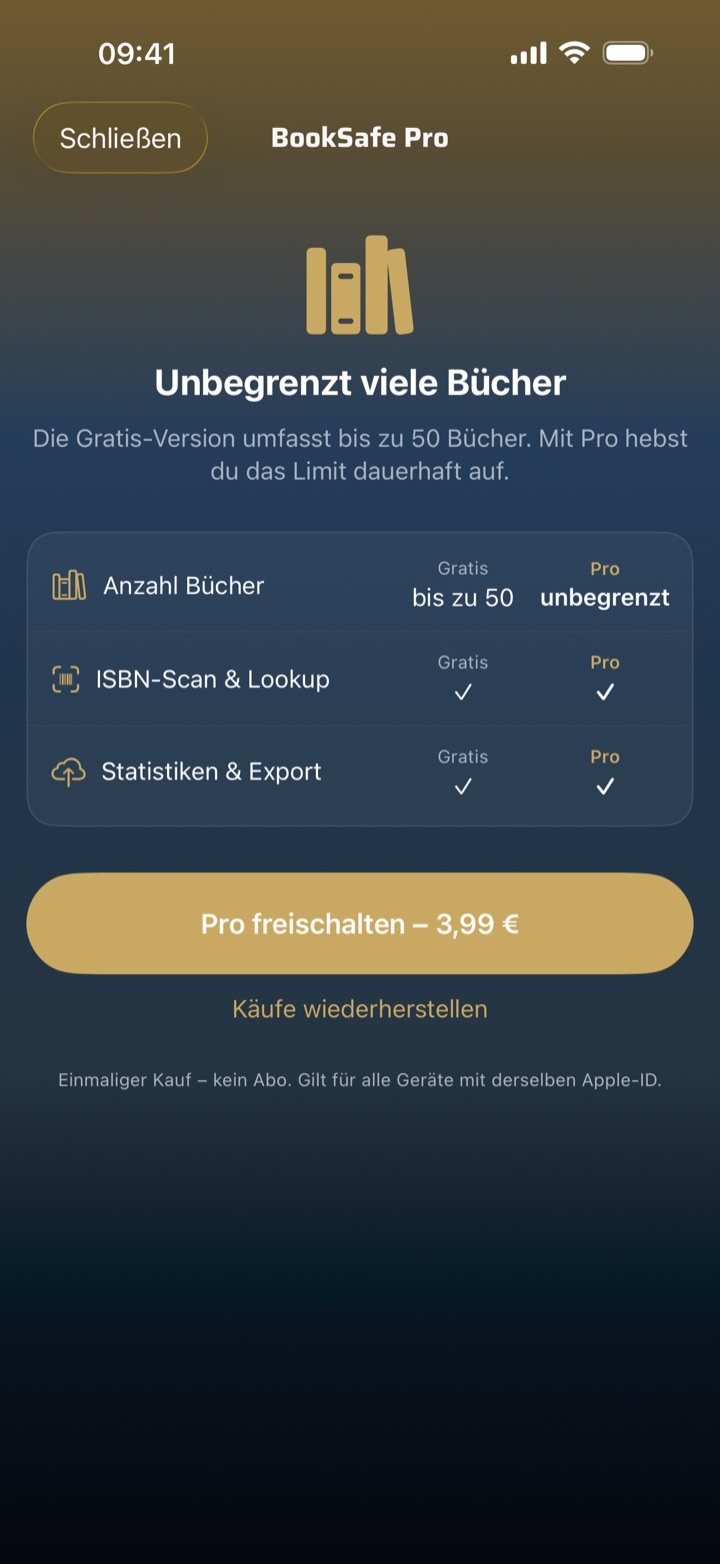 09:41
Schließen
BookSafe Pro
Unbegrenzt viele Bücher
Die Gratis-Version umfasst bis zu 50 Bücher. Mit Pro hebst
du das Limit dauerhaft auf.
Anzahl Bücher
Gratis
bis zu 50
Pro
unbegrenzt
ISBN-Scan & Lookup
Gratis
✓
Pro
✓
Statistiken & Export
Gratis
✓
Pro
✓
Pro freischalten – 3,99 €
Käufe wiederherstellen
Einmaliger Kauf – kein Abo. Gilt für alle Geräte mit derselben Apple-ID.